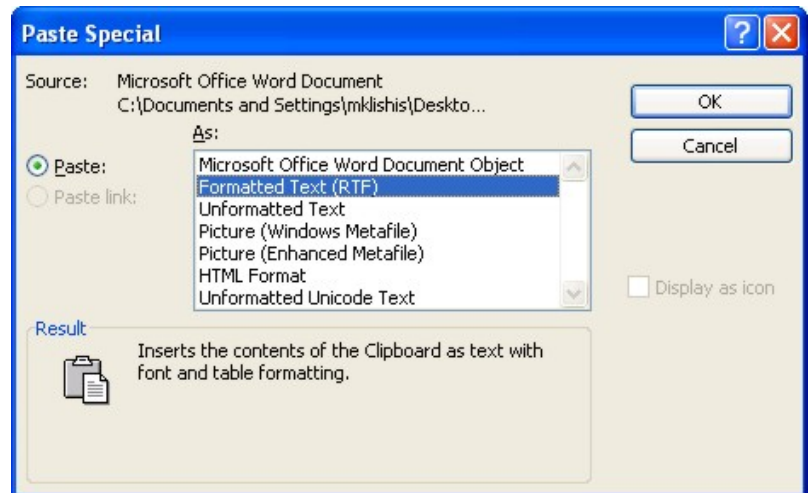 Paste Special
Source: Microsoft Office Word Document
C:\Documents and Settings\mklishis\Deskto...
As:
OK
Cancel
Paste:
Paste link:
Microsoft Office Word Document Object
Formatted Text (RTF)
Unformatted Text
Picture (Windows Metafile)
Picture (Enhanced Metafile)
HTML Format
Unformatted Unicode Text
Display as icon
Result
Inserts the contents of the Clipboard as text with
font and table formatting.